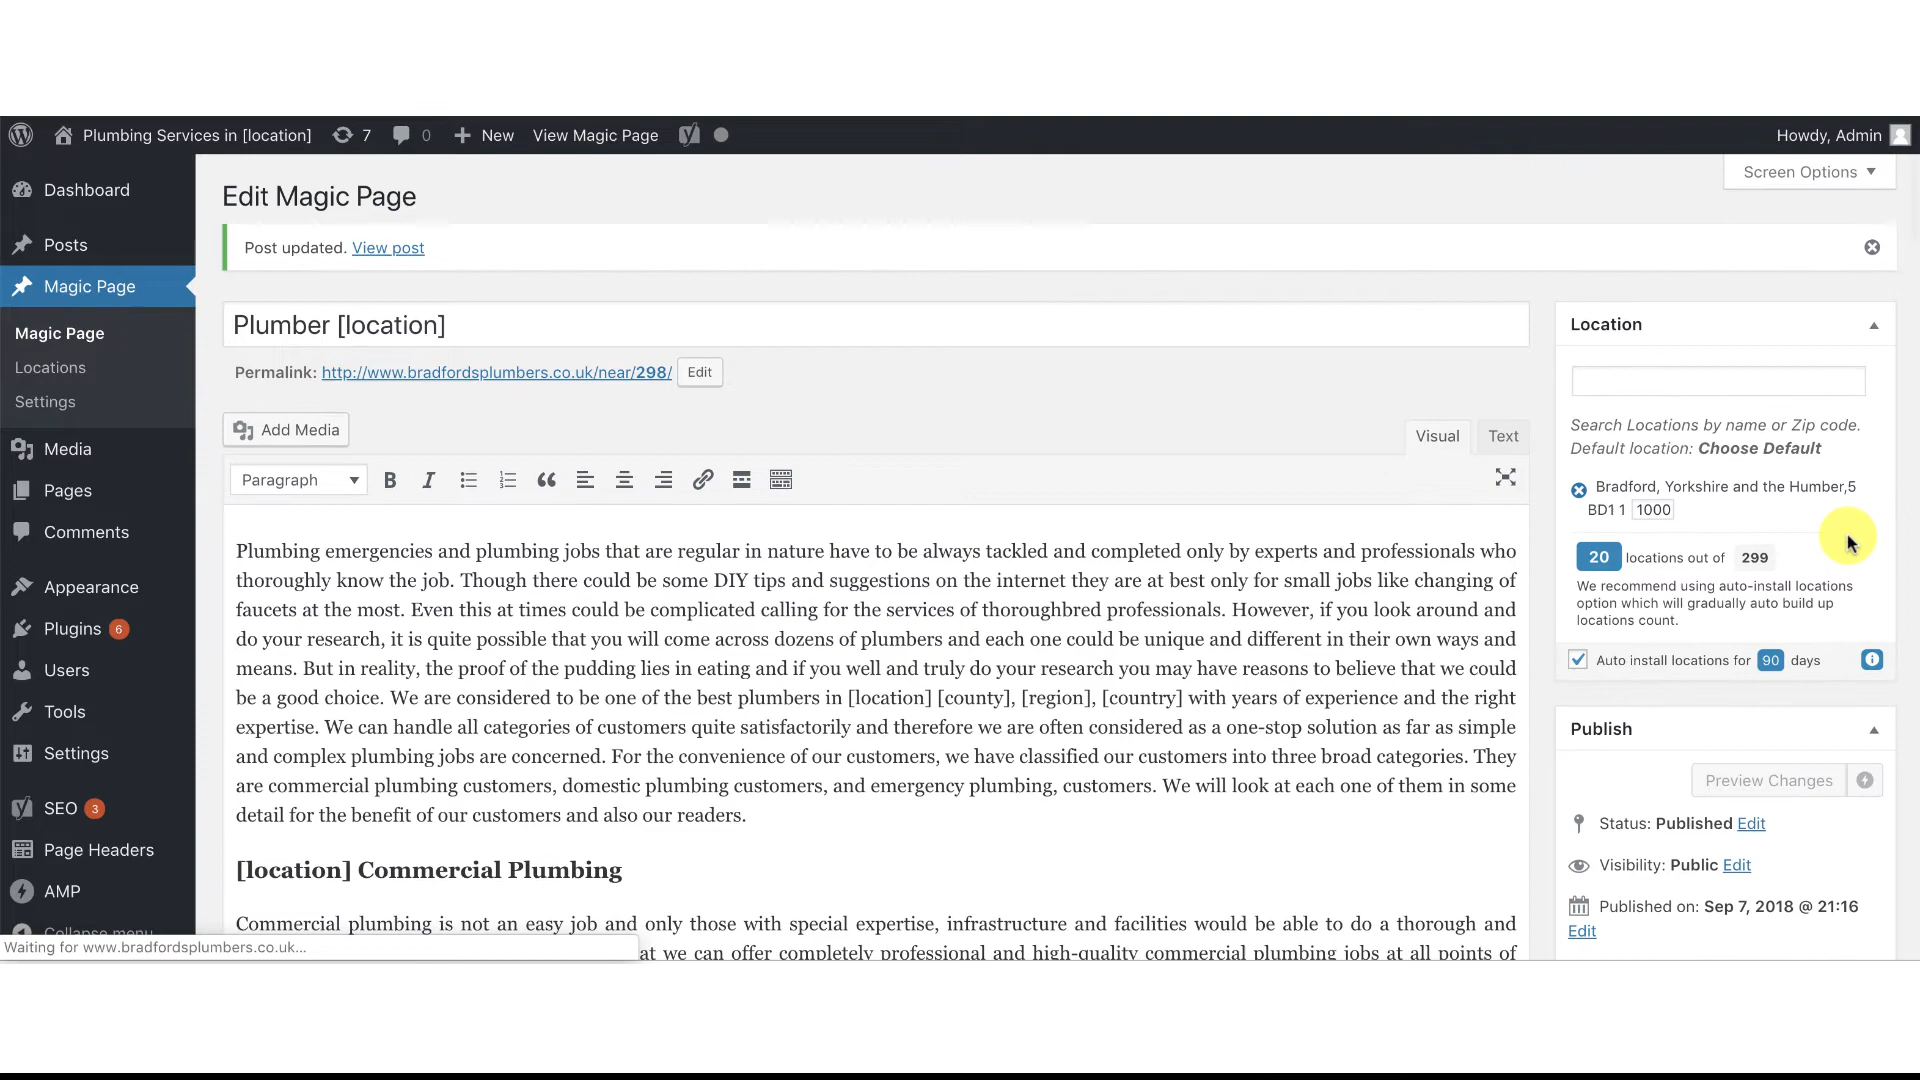 Plumbing Services in [location] 7 0 New View Magic Page Howdy, Admin
Screen Options
Dashboard
Posts
Magic Page
Magic Page
Locations
Settings
Media
Pages
Comments
Appearance
Plugins 6
Users
Tools
Settings
SEO 3
Page Headers
AMP
Collapse menu
Waiting for www.bradfordsplumbers.co.uk...
Edit Magic Page
Post updated. View post
Plumber [location]
Permalink: http://www.bradfordsplumbers.co.uk/near/298/ Edit
Add Media
Visual Text
Paragraph B I
Plumbing emergencies and plumbing jobs that are regular in nature have to be always tackled and completed only by experts and professionals who
thoroughly know the job. Though there could be some DIY tips and suggestions on the internet they are at best only for small jobs like changing of
faucets at the most. Even this at times could be complicated calling for the services of thoroughbred professionals. However, if you look around and
do your research, it is quite possible that you will come across dozens of plumbers and each one could be unique and different in their own ways and
means. But in reality, the proof of the pudding lies in eating and if you well and truly do your research you may have reasons to believe that we could
be a good choice. We are considered to be one of the best plumbers in [location] [county], [region], [country] with years of experience and the right
expertise. We can handle all categories of customers quite satisfactorily and therefore we are often considered as a one-stop solution as far as simple
and complex plumbing jobs are concerned. For the convenience of our customers, we have classified our customers into three broad categories. They
are commercial plumbing customers, domestic plumbing customers, and emergency plumbing, customers. We will look at each one of them in some
detail for the benefit of our customers and also our readers.
[location] Commercial Plumbing
Commercial plumbing is not an easy job and only those with special expertise, infrastructure and facilities would be able to do a thorough and
at we can offer completely professional and high-quality commercial plumbing jobs at all points of
Location
Search Locations by name or Zip code.
Default location: Choose Default
Bradford, Yorkshire and the Humber,5
BD1 1 1000
20 locations out of 299
We recommend using auto-install locations
option which will gradually auto build up
locations count.
Auto install locations for 90 days
Publish
Preview Changes
Status: Published Edit
Visibility: Public Edit
Published on: Sep 7, 2018 @ 21:16
Edit